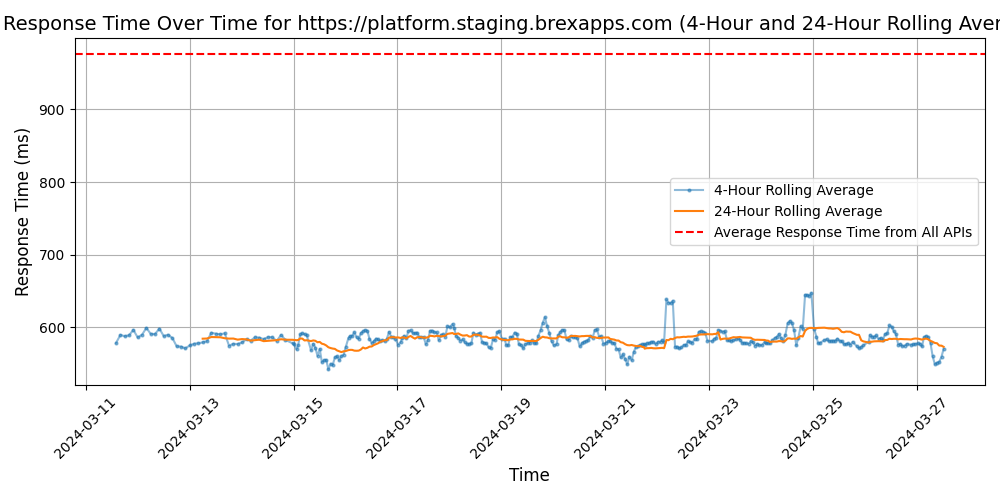 Response Time Over Time for https://platform.staging.brexapps.com (4-Hour and 24-Hour Rolling Aver
Response Time (ms)
900
800
700
600
4-Hour Rolling Average
24-Hour Rolling Average
Average Response Time from All APIs
2024-03-11
2024-03-13
2024-03-15
2024-03-17
2024-03-19
2024-03-21
2024-03-23
2024-03-25
2024-03-27
Time